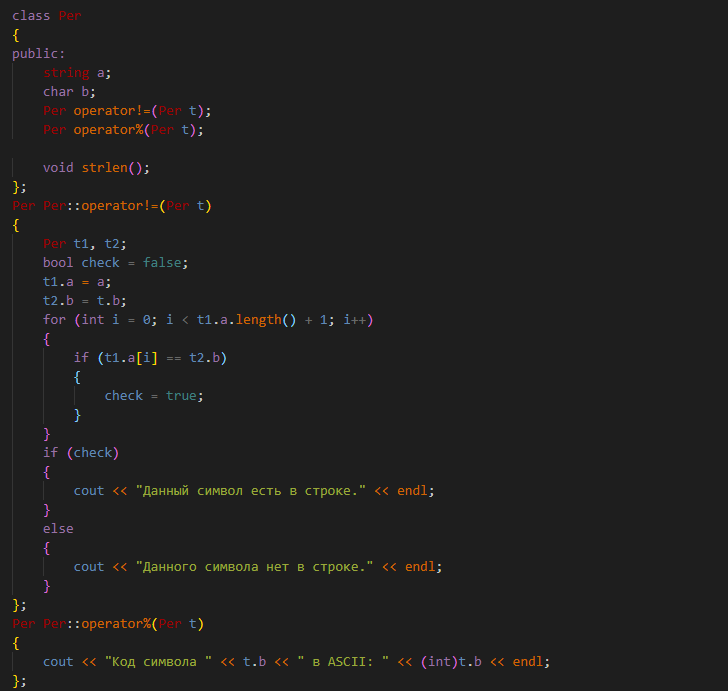 class Per
{
public:
    string a;
    char b;
    Per operator!=(Per t);
    Per operator%(Per t);

    void strlen();
};
Per Per::operator!=(Per t)
{
    Per t1, t2;
    bool check = false;
    t1.a = a;
    t2.b = t.b;
    for (int i = 0; i < t1.a.length() + 1; i++)
    {
        if (t1.a[i] == t2.b)
        {
            check = true;
        }
    }
    if (check)
    {
        cout << "Данный символ есть в строке." << endl;
    }
    else
    {
        cout << "Данного символа нет в строке." << endl;
    }
};
Per Per::operator%(Per t)
{
    cout << "Код символа " << t.b << " в ASCII: " << (int)t.b << endl;
};